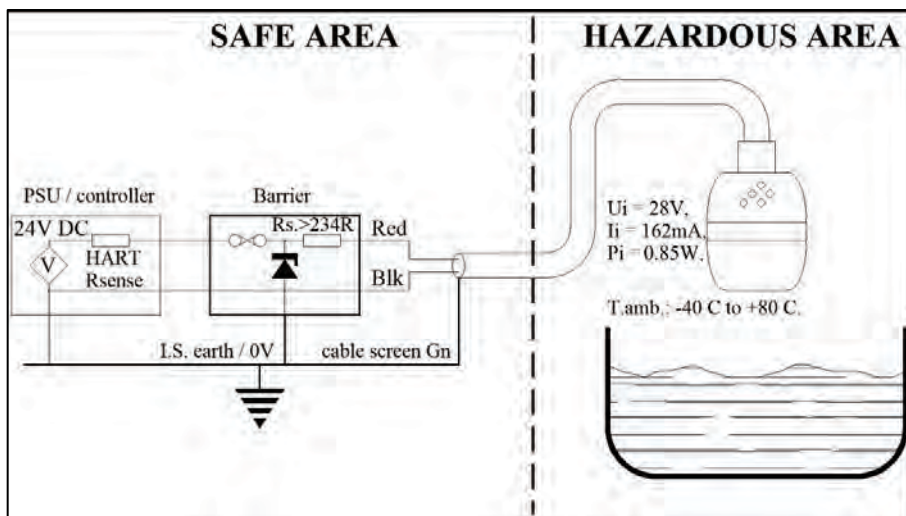 SAFE AREA
HAZARDOUS AREA
PSU / controller
Barrier
24V DC
Rs.>234R
Red
V
HART
Rsense
Blk
Ui = 28V,
Ii = 162mA,
Pi = 0.85W.
T.amb.: -40 C to +80 C.
I.S. earth / 0V
cable screen Gn